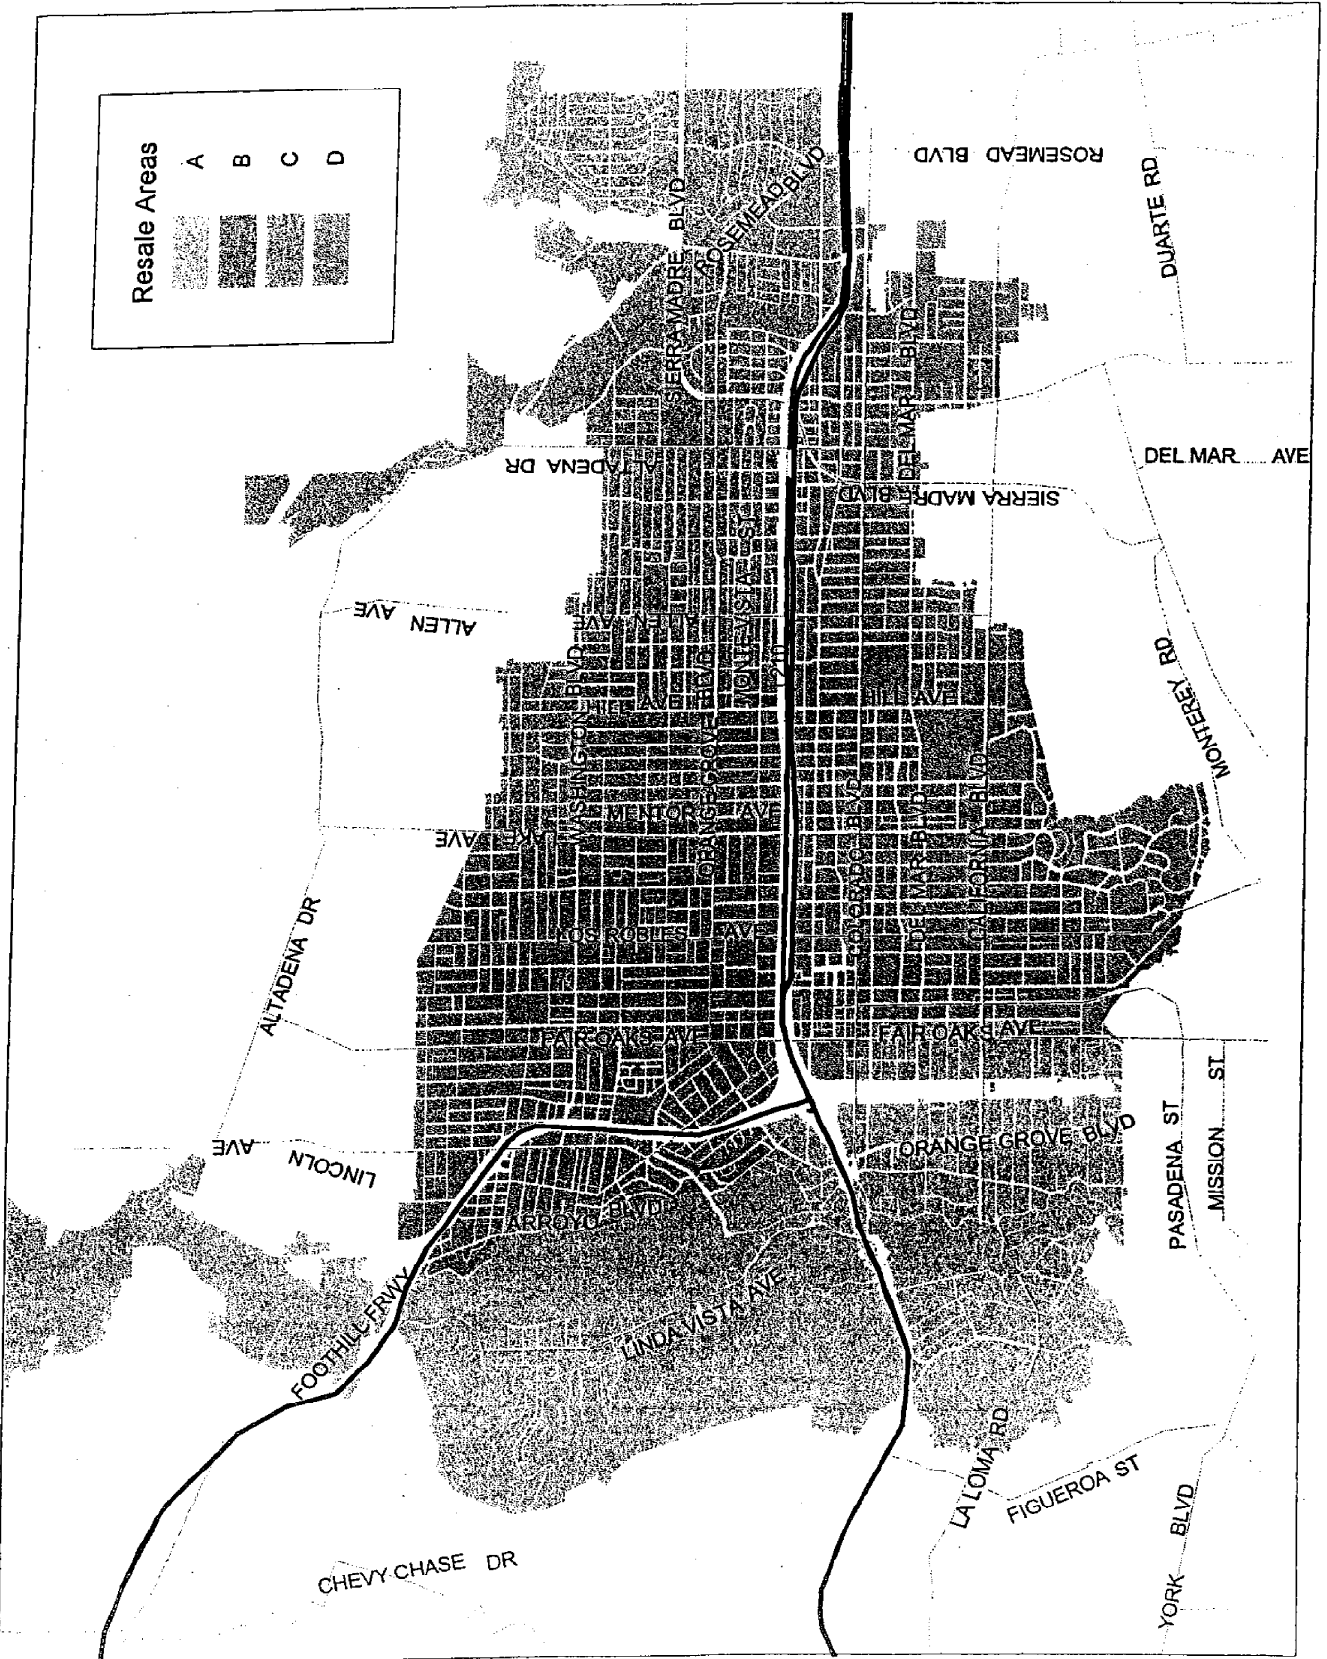 Resale Areas
A
B
C
D
ROSEMEAD BLVD
ROSEMEAD BLVD
DUARTE RD
SIERRA MADRE BLVD
DEL MAR BLVD
DEL MAR AVE
ALTADENA DR
ALTADENA DR
SIERRA MADRE BLVD
ALLEN AVE
ALLEN AVE
MONTE VISTA ST
I 210
MONTEREY RD
WASHINGTON BLVD
HILL AVE
HILL AVE
ORANGE GROVE BLVD
MENTOR AVE
LAKE AVE
COLORADO BLVD
DEL MAR BLVD
CALIFORNIA BLVD
LOS ROBLES AVE
ALTADENA DR
FAIR OAKS AVE
FAIR OAKS AVE
LINCOLN AVE
ORANGE GROVE BLVD
PASADENA ST
MISSION ST
ARROYO BLVD
FOOTHILL FRWY
LINDA VISTA AVE
LA LOMA RD
FIGUEROA ST
YORK BLVD
CHEVY CHASE DR